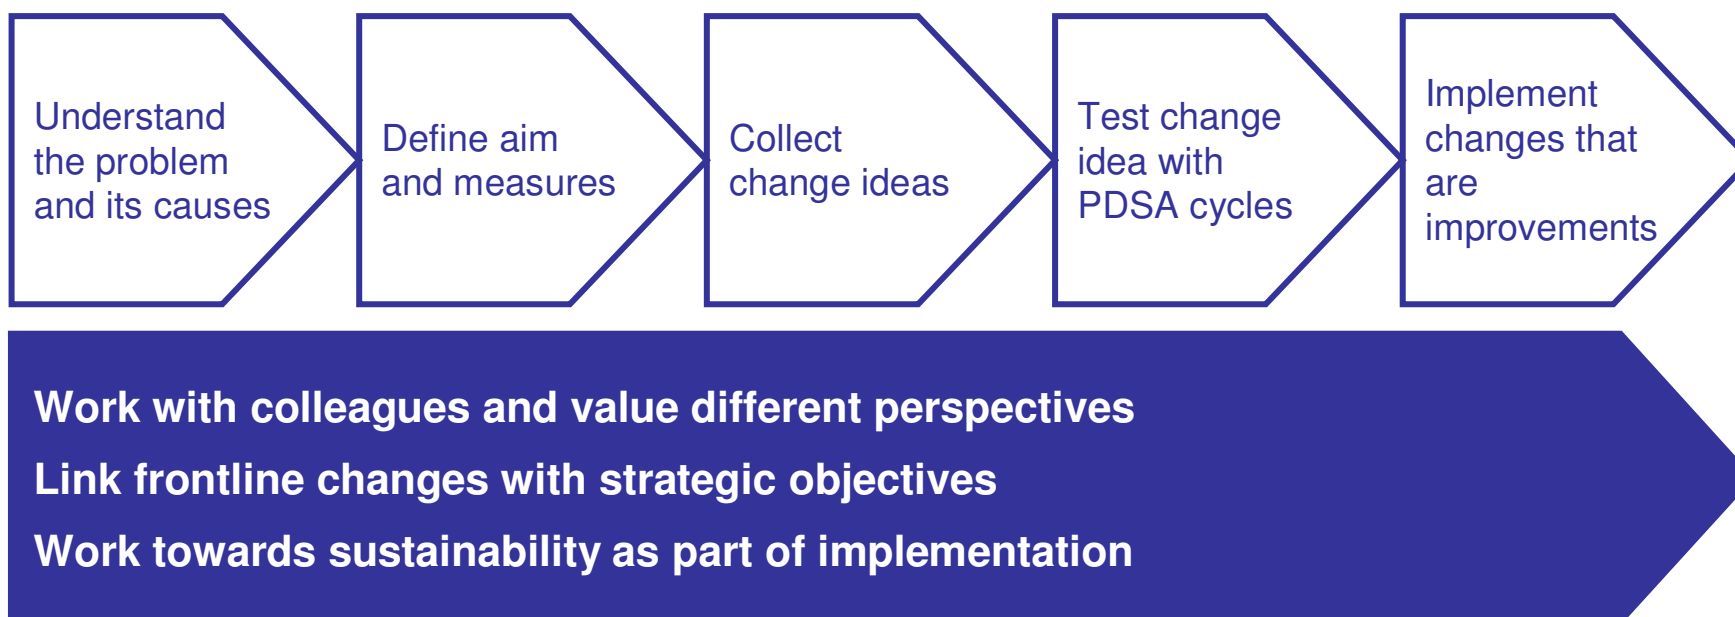 Understand
the problem
and its causes
Define aim
and measures
Collect
change ideas
Test change
idea with
PDSA cycles
Implement
changes that
are
improvements
Work with colleagues and value different perspectives
Link frontline changes with strategic objectives
Work towards sustainability as part of implementation